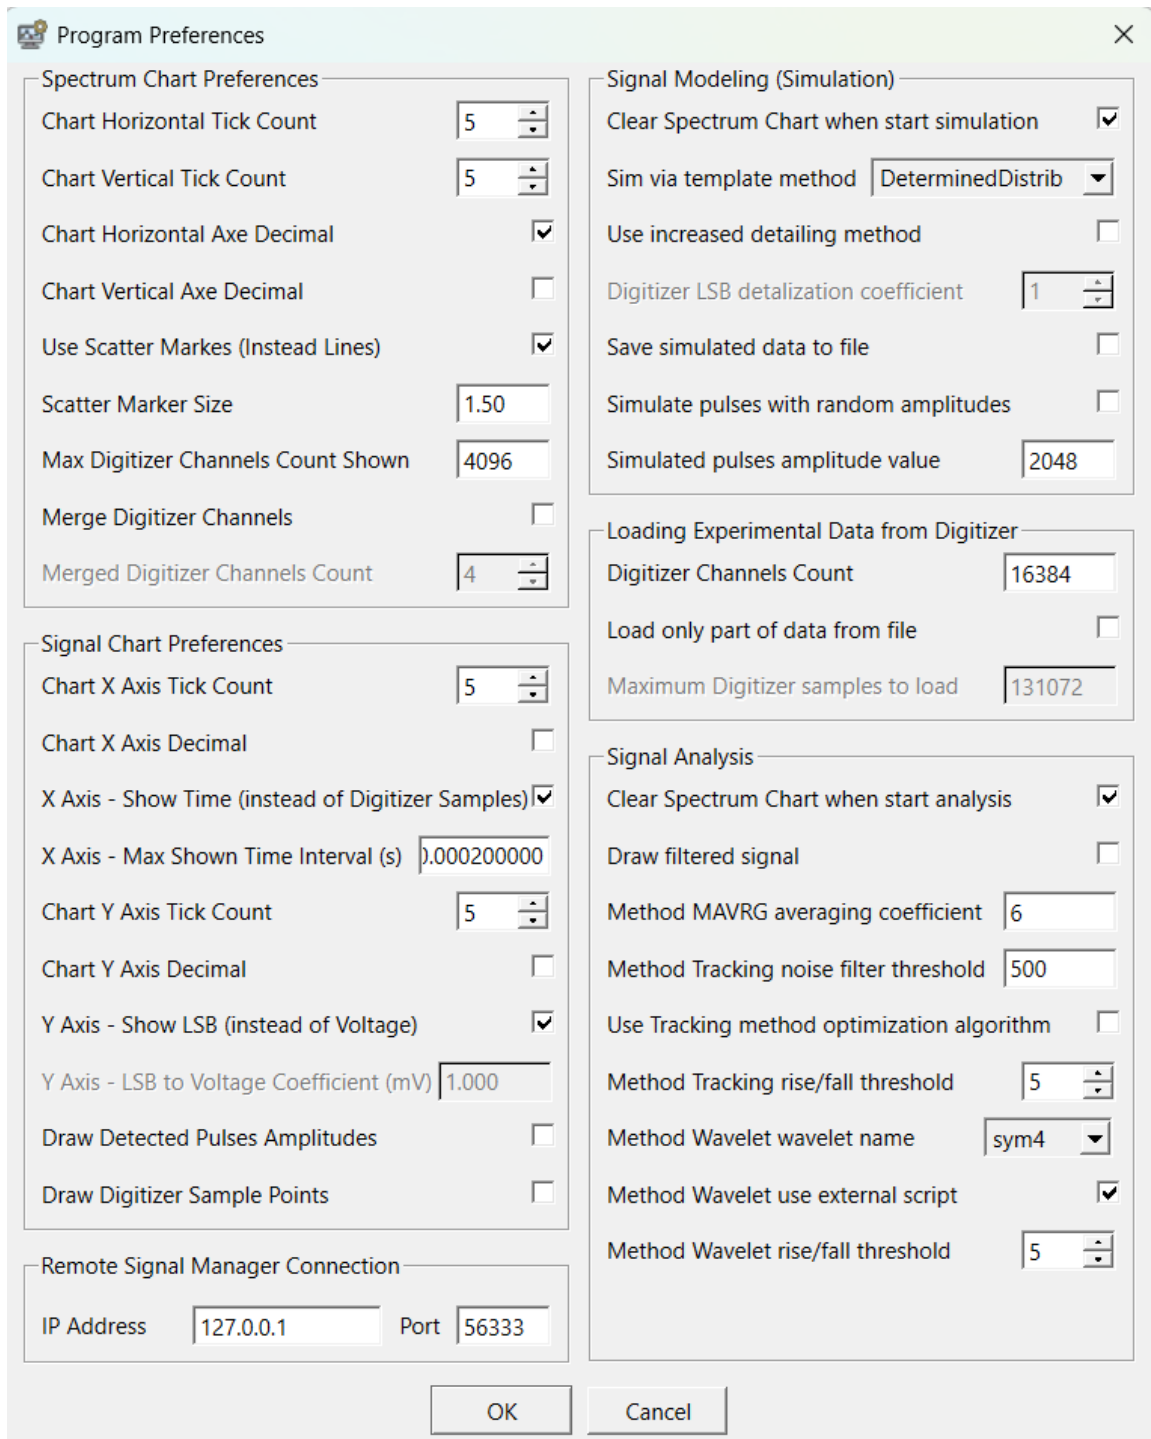 Program Preferences
Spectrum Chart Preferences
Chart Horizontal Tick Count 5
Chart Vertical Tick Count 5
Chart Horizontal Axe Decimal
Chart Vertical Axe Decimal
Use Scatter Markes (Instead Lines)
Scatter Marker Size 1.50
Max Digitizer Channels Count Shown 4096
Merge Digitizer Channels
Merged Digitizer Channels Count 4
Signal Chart Preferences
Chart X Axis Tick Count 5
Chart X Axis Decimal
X Axis - Show Time (instead of Digitizer Samples)
X Axis - Max Shown Time Interval (s) ).000200000
Chart Y Axis Tick Count 5
Chart Y Axis Decimal
Y Axis - Show LSB (instead of Voltage)
Y Axis - LSB to Voltage Coefficient (mV) 1.000
Draw Detected Pulses Amplitudes
Draw Digitizer Sample Points
Remote Signal Manager Connection
IP Address 127.0.0.1 Port 56333
Signal Modeling (Simulation)
Clear Spectrum Chart when start simulation
Sim via template method DeterminedDistrib
Use increased detailing method
Digitizer LSB detalization coefficient 1
Save simulated data to file
Simulate pulses with random amplitudes
Simulated pulses amplitude value 2048
Loading Experimental Data from Digitizer
Digitizer Channels Count 16384
Load only part of data from file
Maximum Digitizer samples to load 131072
Signal Analysis
Clear Spectrum Chart when start analysis
Draw filtered signal
Method MAVRG averaging coefficient 6
Method Tracking noise filter threshold 500
Use Tracking method optimization algorithm
Method Tracking rise/fall threshold 5
Method Wavelet wavelet name sym4
Method Wavelet use external script
Method Wavelet rise/fall threshold 5
OK Cancel